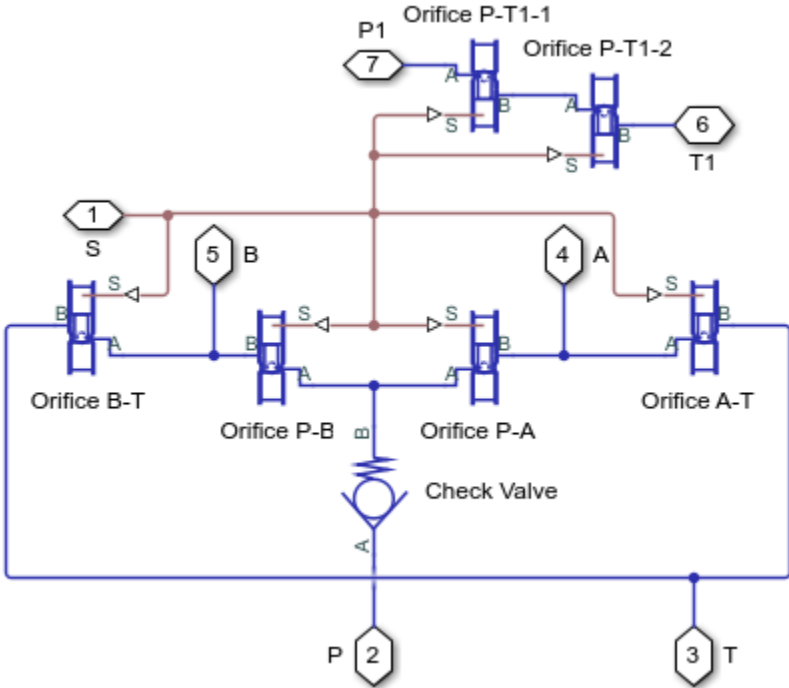 Orifice P-T1-1
P1
Orifice P-T1-2
7
A
B
A
S
B
6
T1
S
1
S
5
B
4
A
S
S
B
A
S
S
B
A
B
A
B
A
Orifice B-T
Orifice P-B
Orifice P-A
Orifice A-T
B
Check Valve
A
P
2
3
T